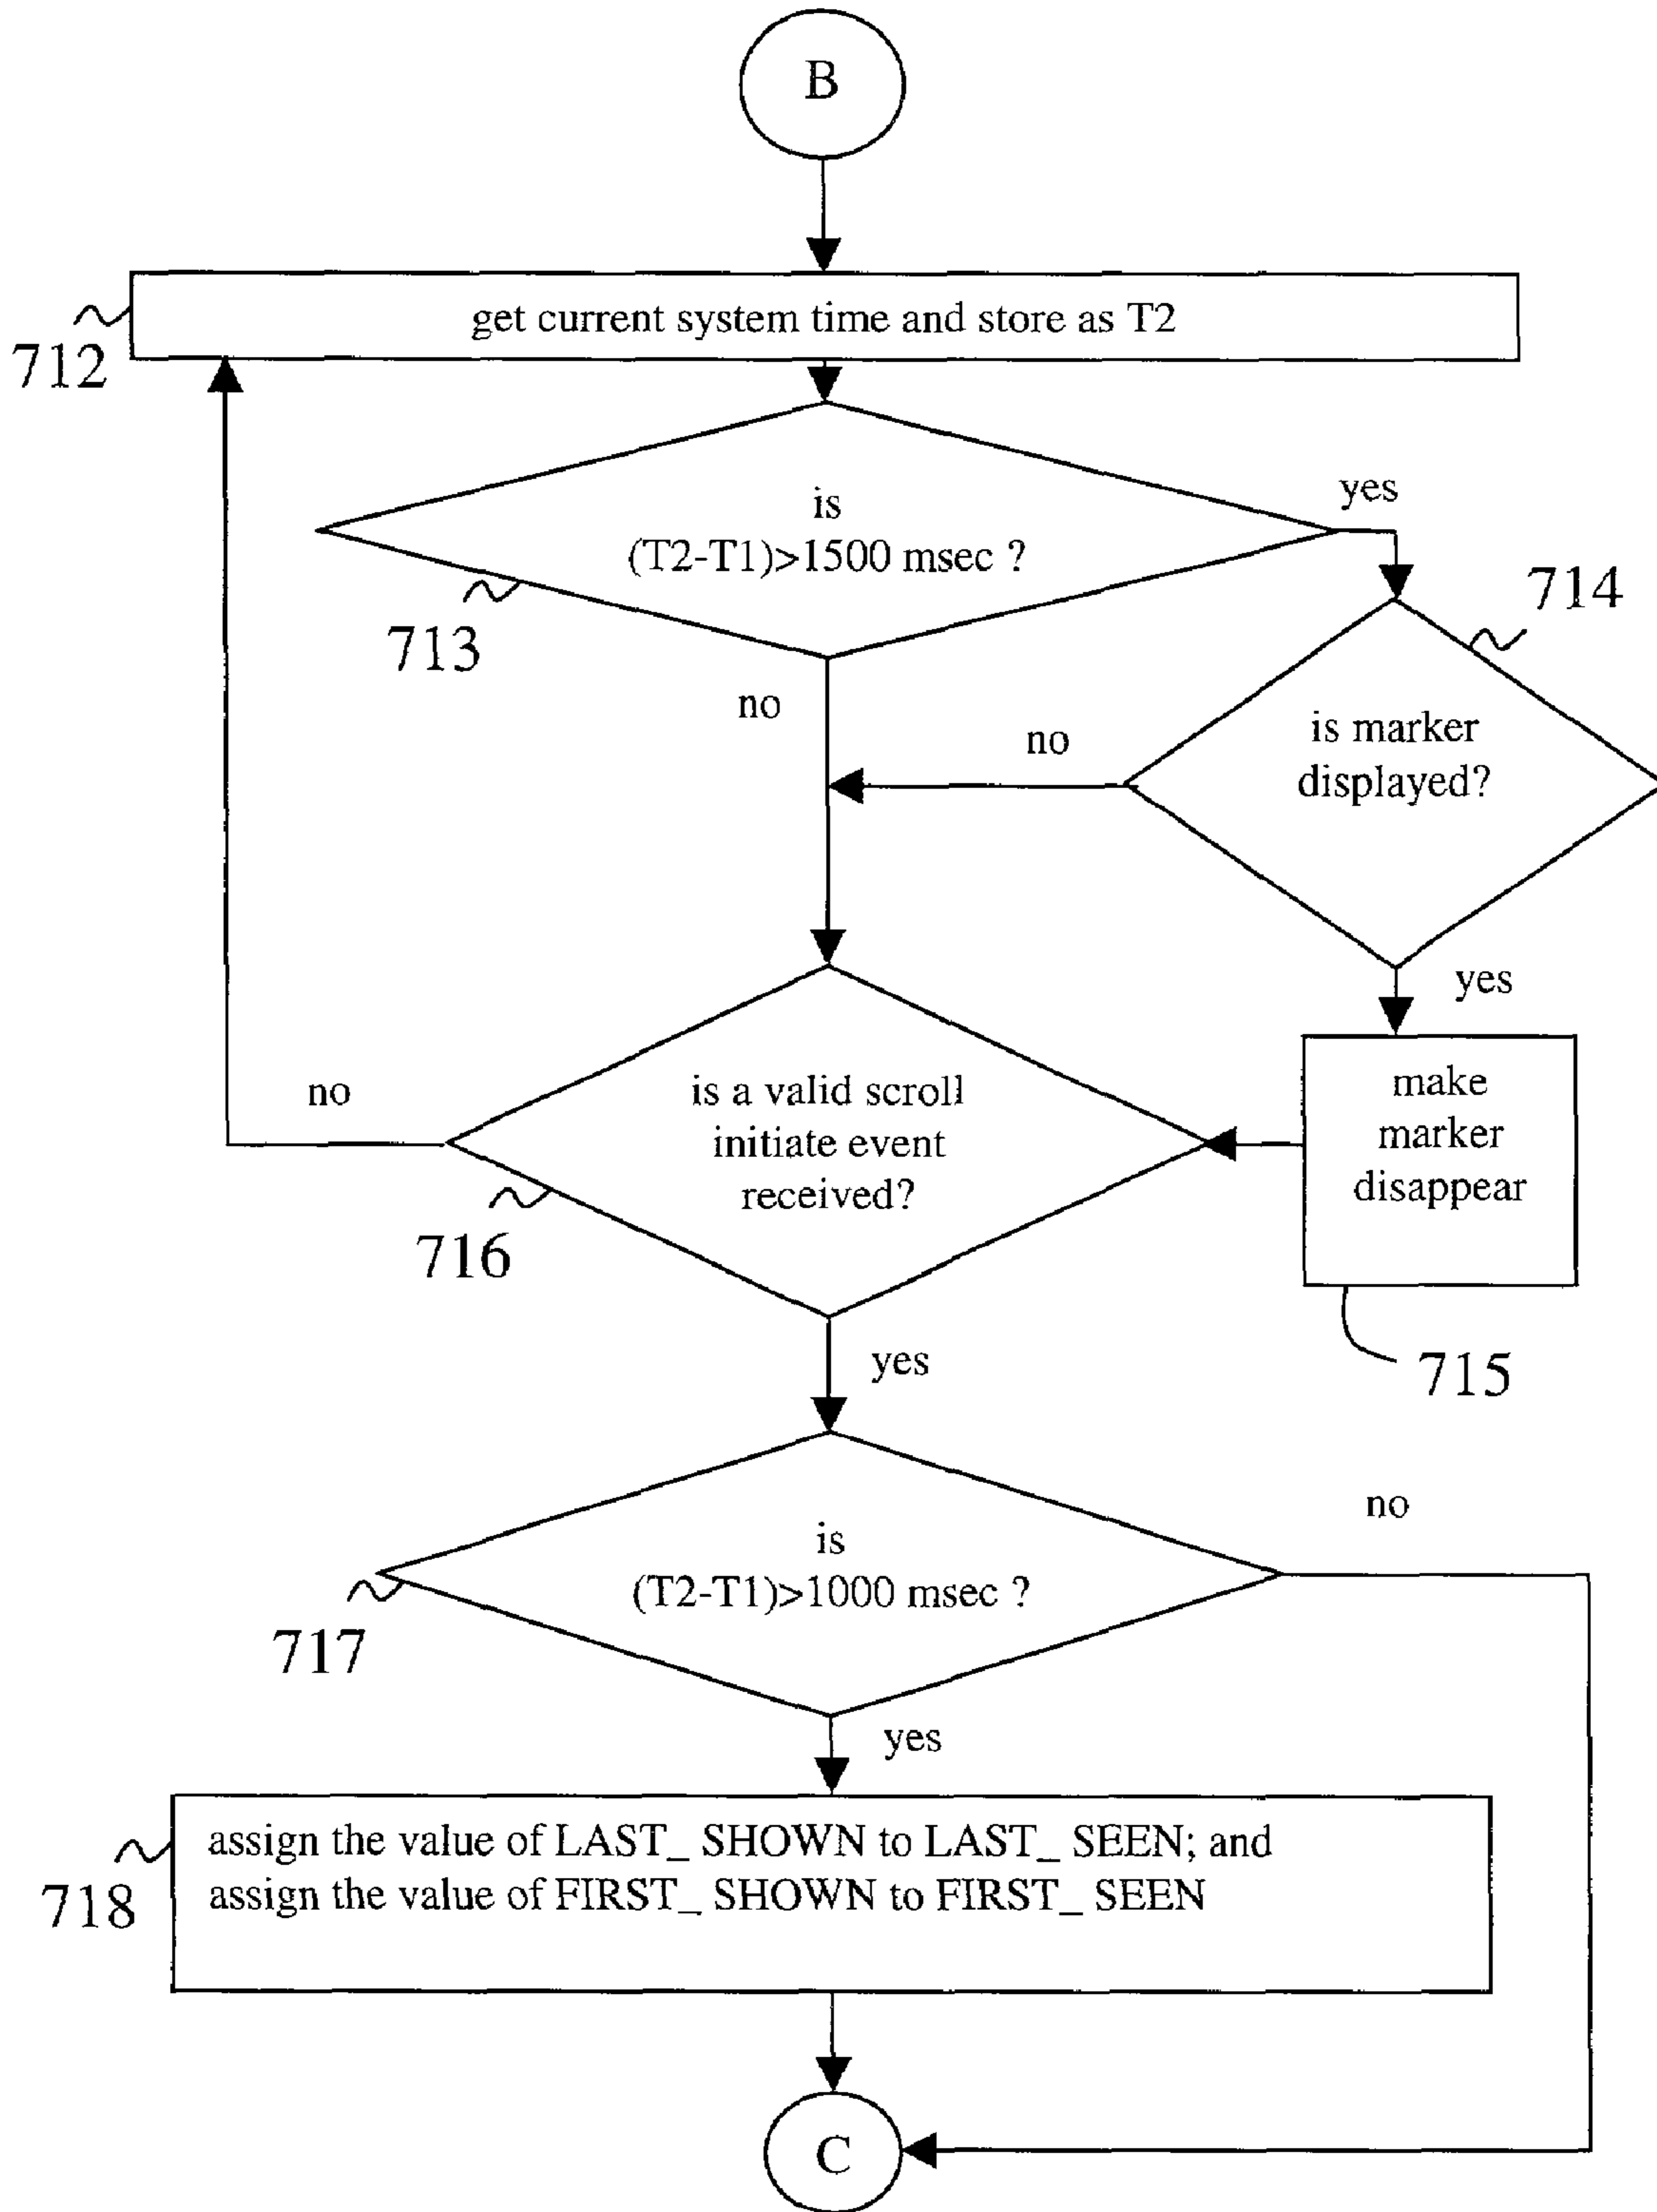 B
get current system time and store as T2
712
is
(T2-T1)>1500 msec ?
yes
713
714
no
no
is marker
displayed?
yes
no
is a valid scroll
initiate event
received?
make
marker
disappear
716
yes
715
is
(T2-T1)>1000 msec ?
no
717
yes
assign the value of LAST_ SHOWN to LAST_ SEEN; and
assign the value of FIRST_ SHOWN to FIRST_ SEEN
718
C